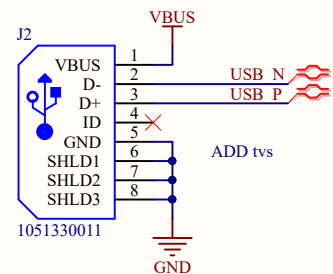 VBUS
J2
VBUS 1
D- 2 USB_N
D+ 3 USB_P
ID 4
GND 5
SHLD1 6 ADD tvs
SHLD2 7
SHLD3 8
1051330011
GND